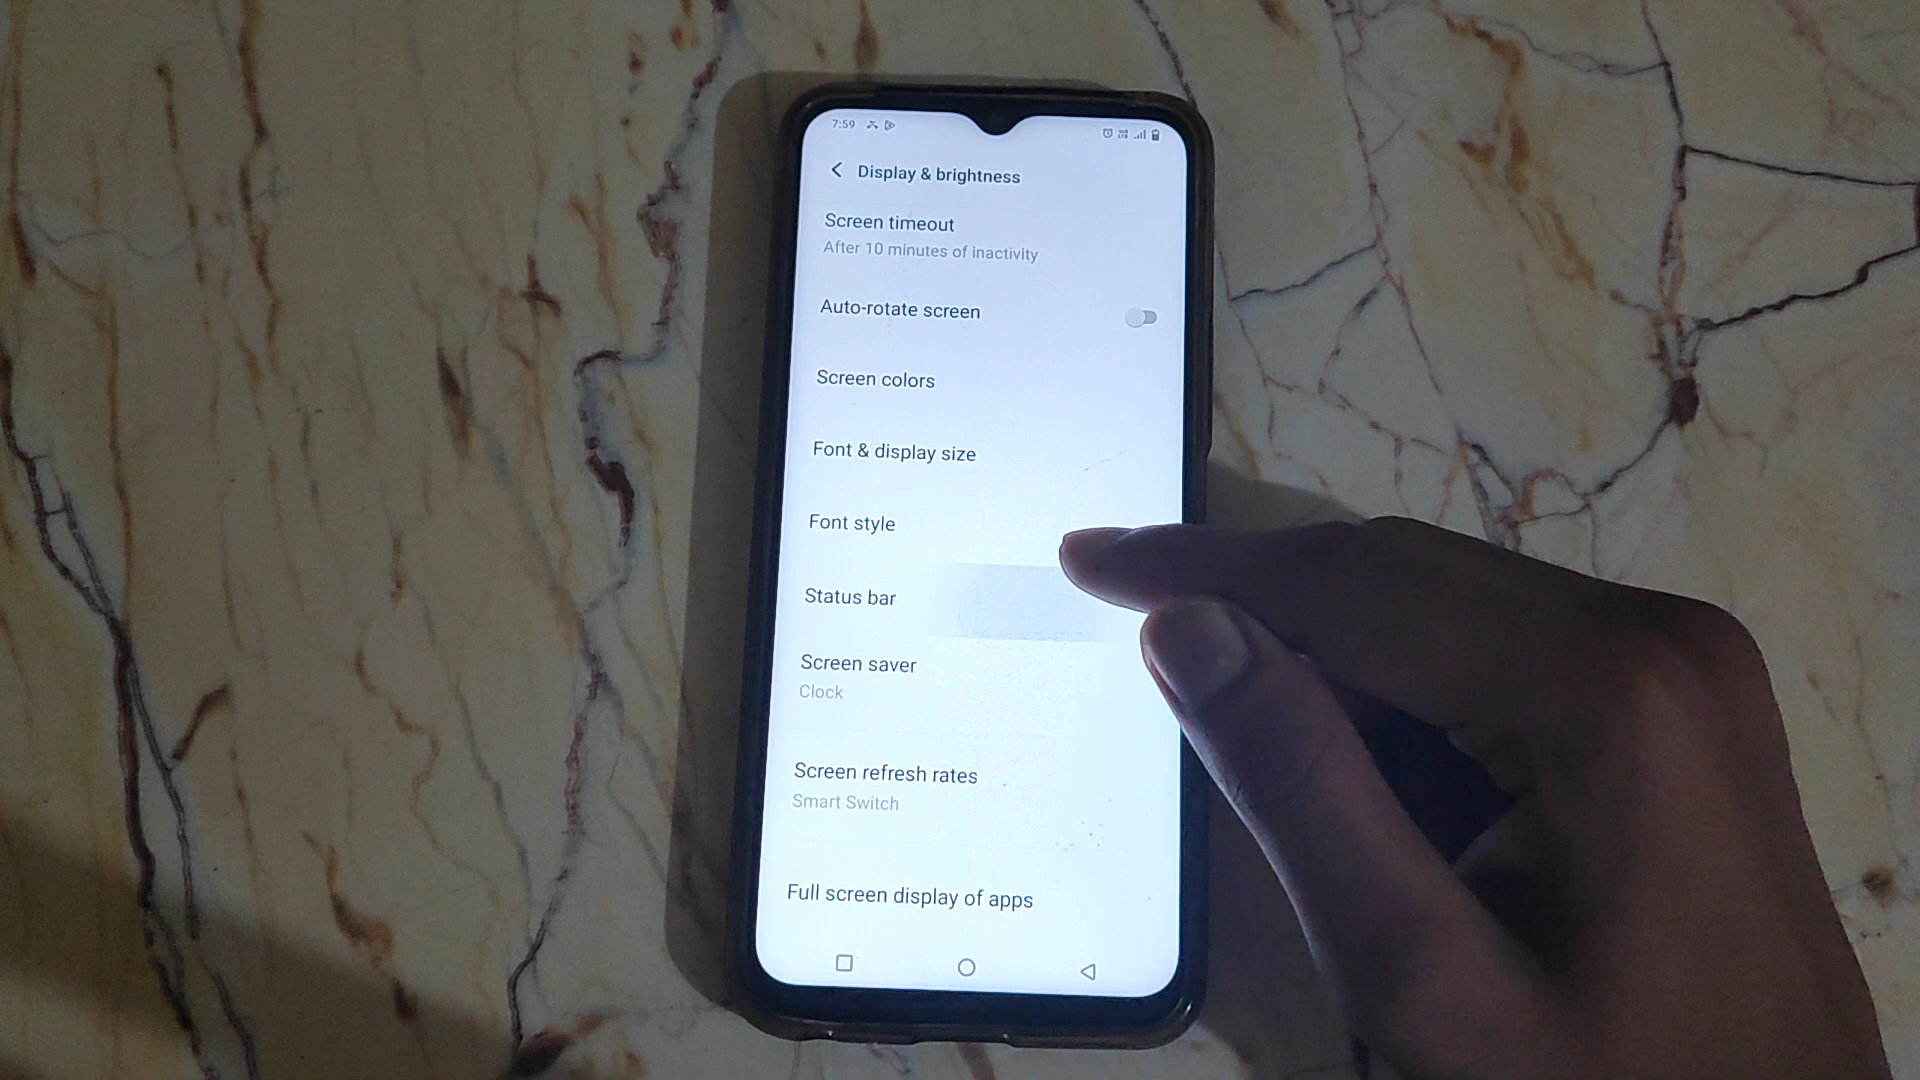 7:59
Display & brightness
Screen timeout
After 10 minutes of inactivity
Auto-rotate screen
Screen colors
Font & display size
Font style
Status bar
Screen saver
Clock
Screen refresh rates
Smart Switch
Full screen display of apps